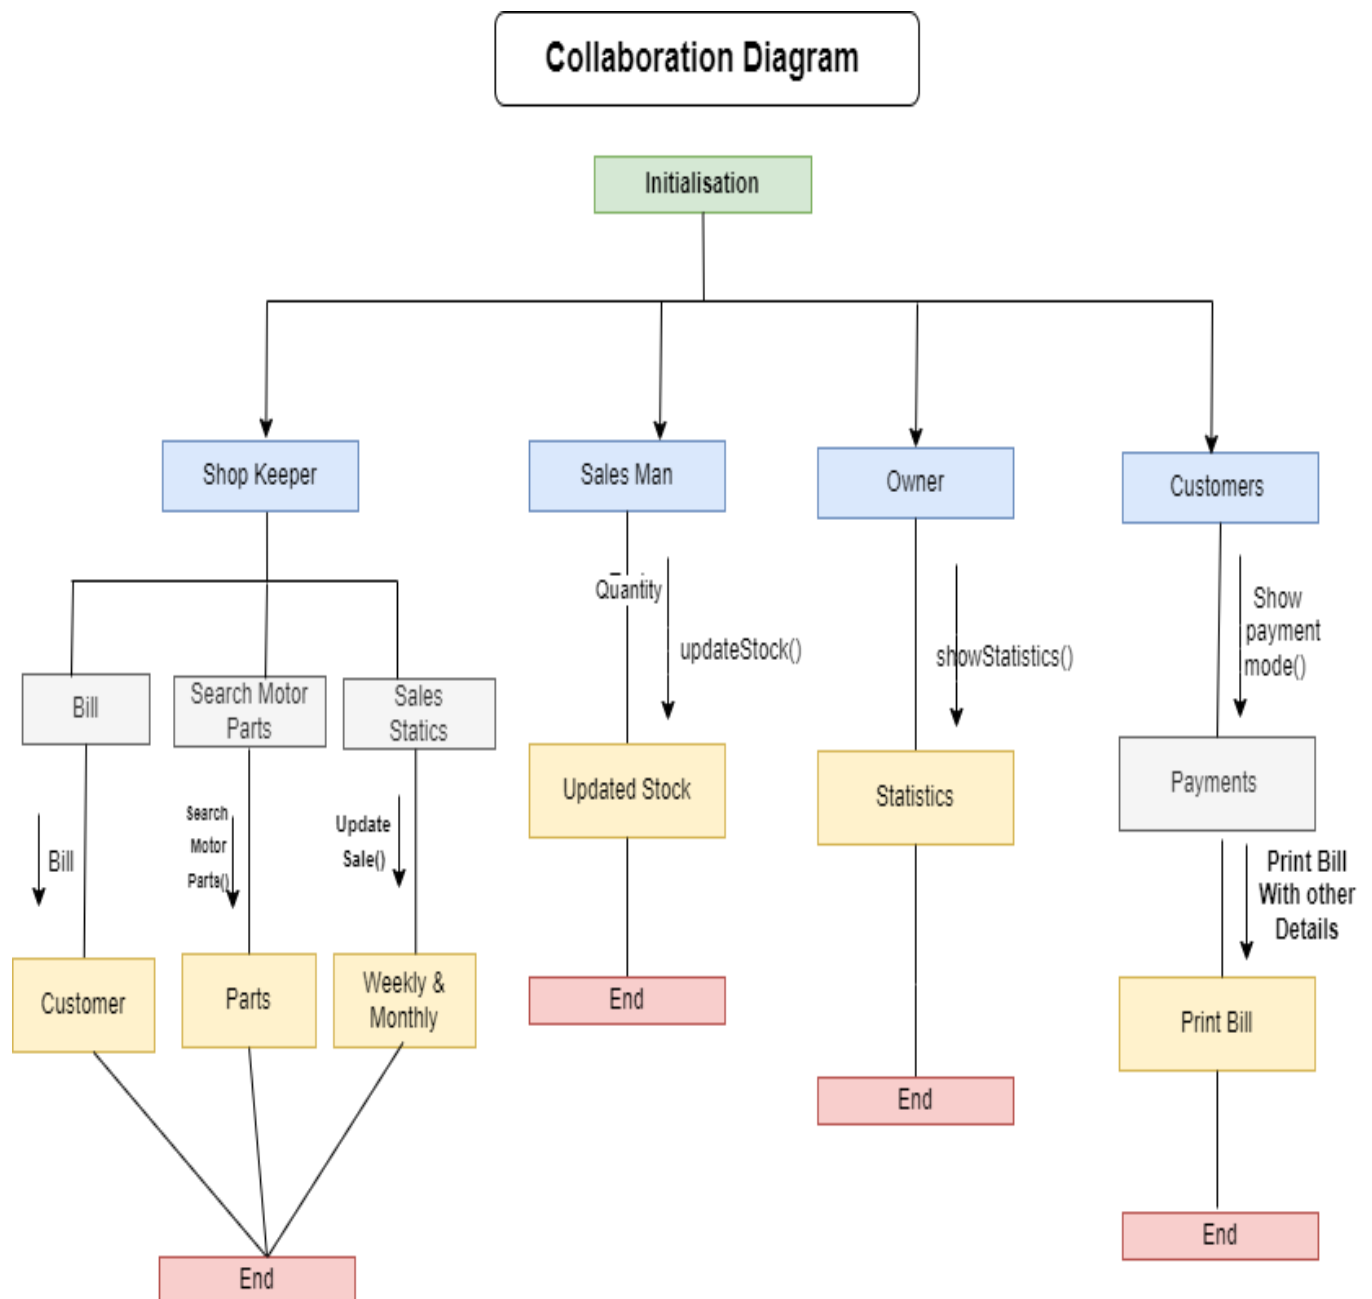 Collaboration Diagram
Initialisation
Shop Keeper
Sales Man
Owner
Customers
Quantity
updateStock()
showStatistics()
Show
payment
mode()
Bill
Search Motor
Parts
Sales
Statics
Updated Stock
Statistics
Payments
Bill
Search
Motor
Parts()
Update
Sale()
Print Bill
With other
Details
Customer
Parts
Weekly &
Monthly
End
Print Bill
End
End
End